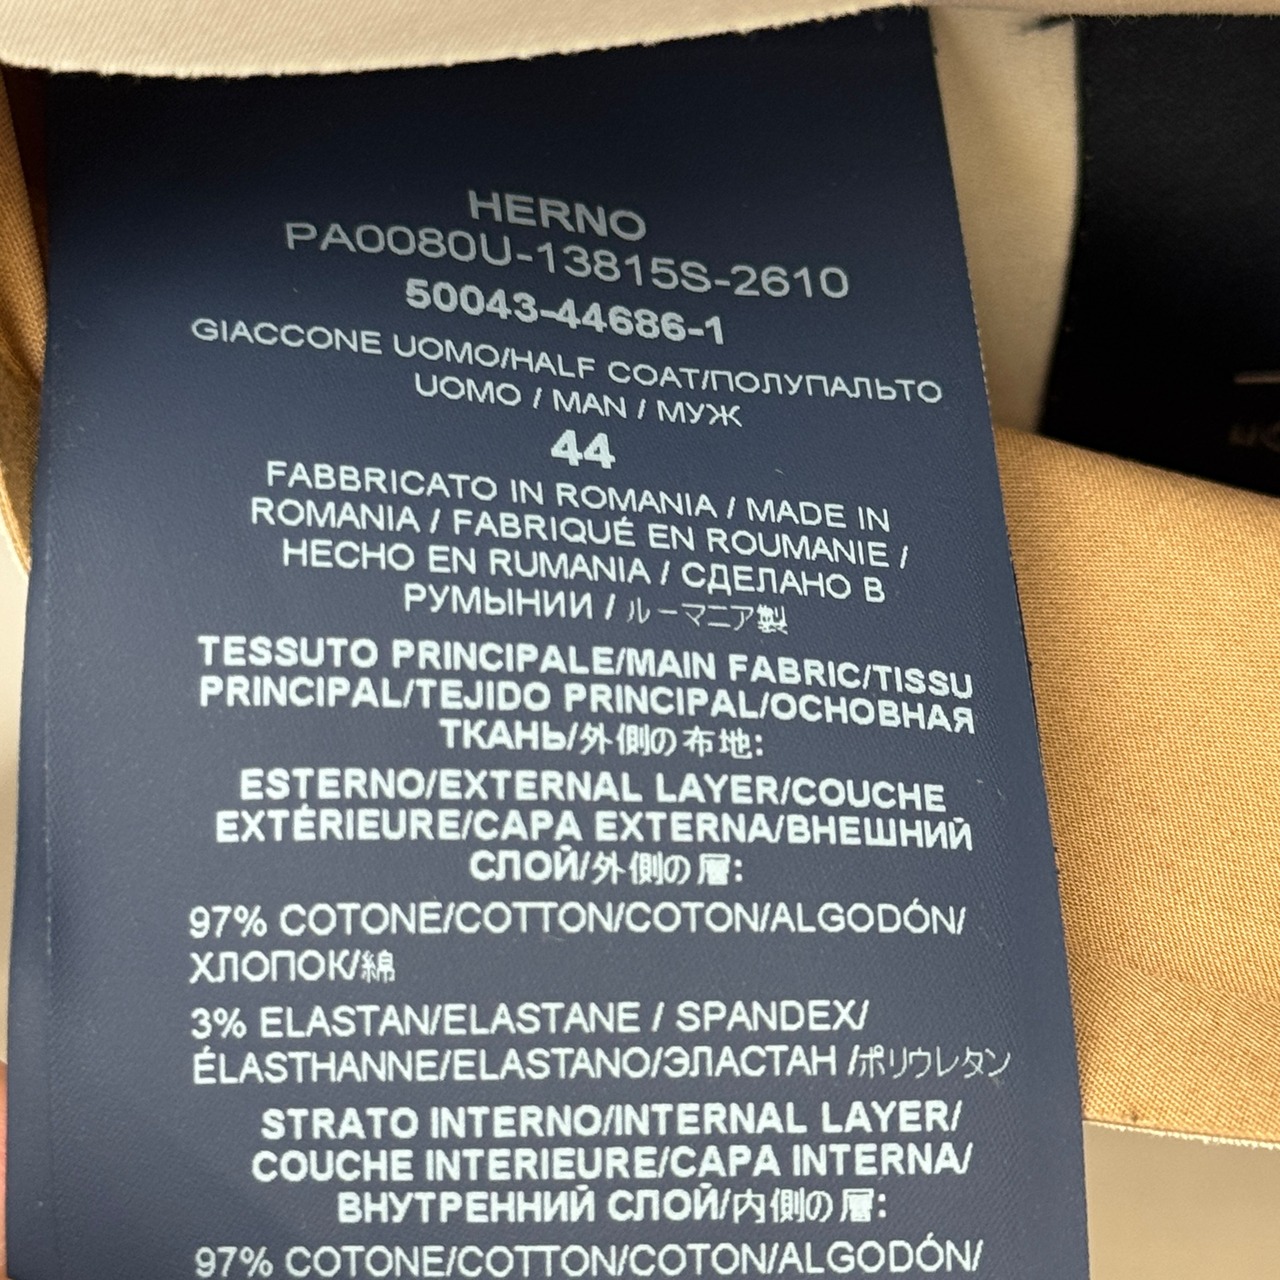 HERNO
PA0080U-13815S-2610
50043-44686-1
GIACCONE UOMO/HALF COAT/ПОЛУПАЛЬТО
UOMO / MAN / МУЖ
44
FABBRICATO IN ROMANIA / MADE IN
ROMANIA / FABRIQUÉ EN ROUMANIE /
HECHO EN RUMANIA / СДЕЛАНО В
РУМЫНИИ / ルーマニア製
TESSUTO PRINCIPALE/MAIN FABRIC/TISSU
PRINCIPAL/TEJIDO PRINCIPAL/ОСНОВНАЯ
ТКАНЬ/外側の布地:
ESTERNO/EXTERNAL LAYER/COUCHE
EXTÉRIEURE/CAPA EXTERNA/ВНЕШНИЙ
СЛОЙ/外側の層:
97% COTONE/COTTON/COTON/ALGODÓN/
ХЛОПОК/綿
3% ELASTAN/ELASTANE / SPANDEX/
ÉLASTHANNE/ELASTANO/ЭЛАСТАН /ポリウレタン
STRATO INTERNO/INTERNAL LAYER/
COUCHE INTERIEURE/CAPA INTERNA/
ВНУТРЕННИЙ СЛОЙ/内側の層:
97% COTONE/COTTON/COTON/ALGODÓN/